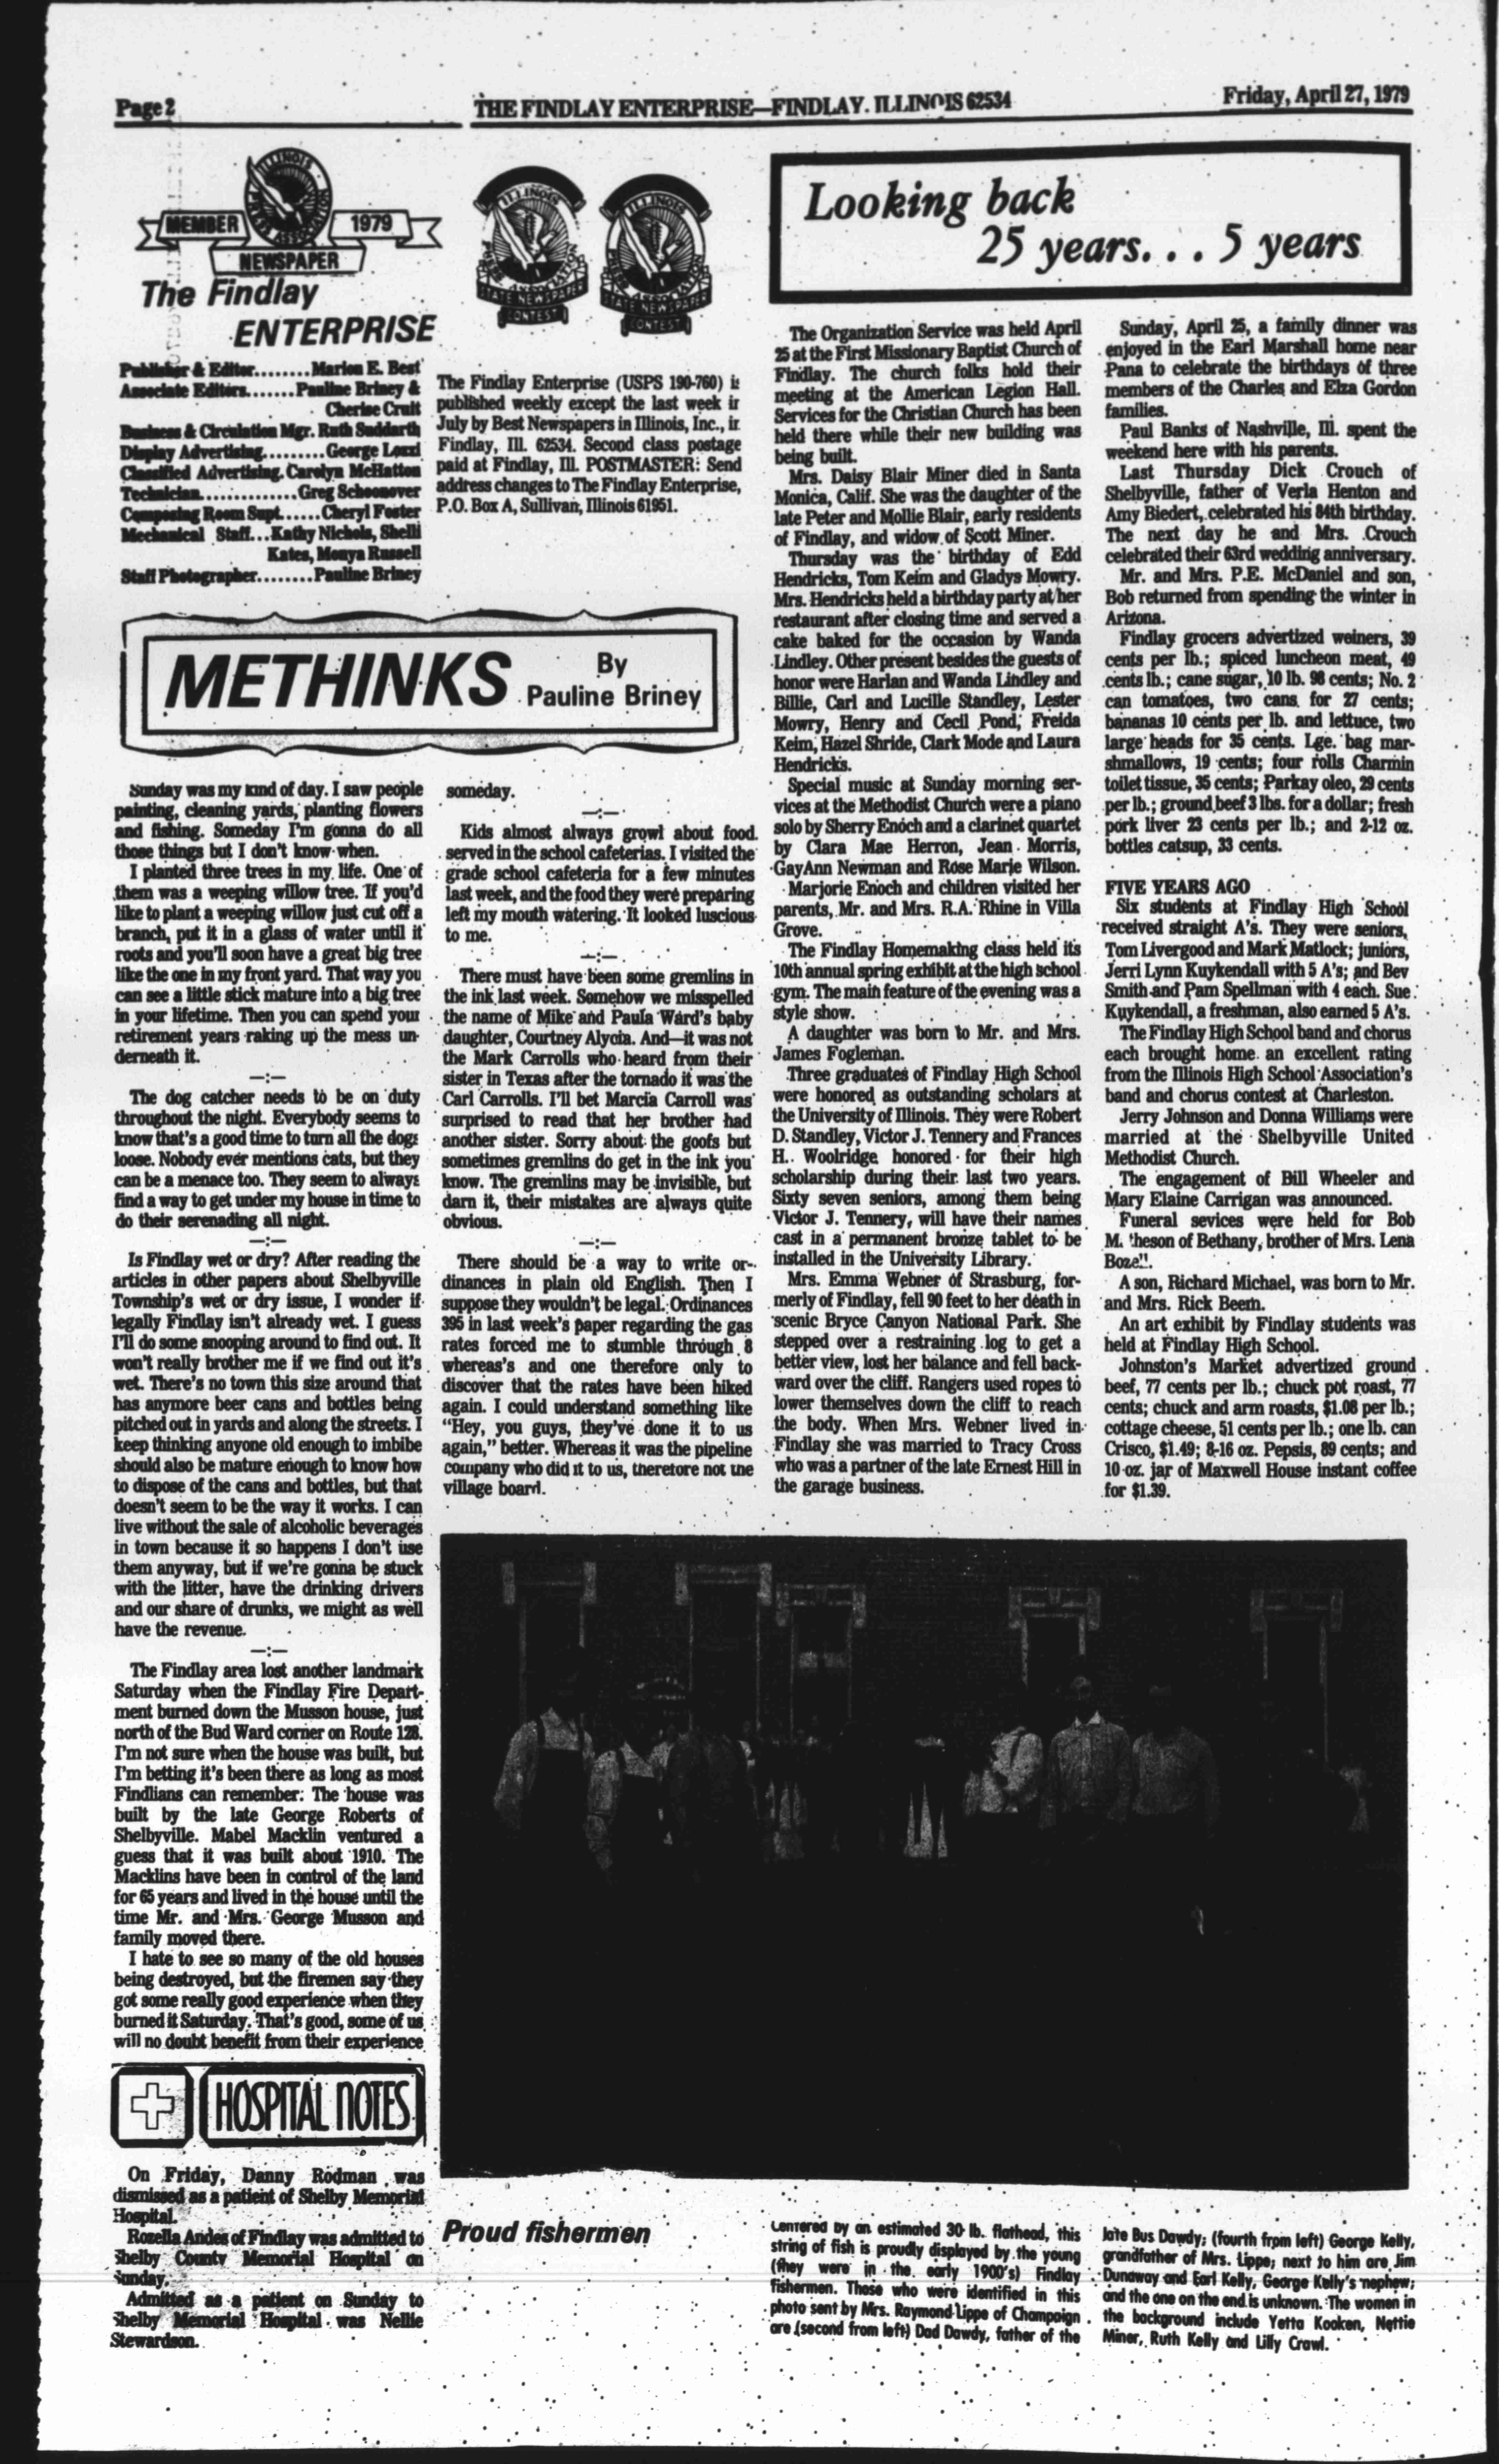 Page 2
THE FINDLAY ENTERPRISE—FINDLAY, ILLINOIS 62534
Friday, April 27, 1979
ILLINOIS
MEMBER
1979
PRESS ASSOCIATION
NEWSPAPER
The Findlay
ENTERPRISE
Publisher & Editor........Marion E. Best
Associate Editors.......Pauline Briney &
Cherise Cruit
Business & Circulation Mgr. Ruth Suddarth
Display Advertising.........George Lozzi
Classified Advertising. Carolyn McHatton
Technician.............Greg Schoonover
Composing Room Supt......Cheryl Foster
Mechanical Staff...Kathy Nichols, Shelli
Kates, Monya Russell
Staff Photographer........Pauline Briney
ILLINOIS
PRESS ASSOCIATION
STATE NEWSPAPER
CONTEST
ILLINOIS
PRESS ASSOCIATION
STATE NEWSPAPER
CONTEST
The Findlay Enterprise (USPS 190-760) is
published weekly except the last week ir
July by Best Newspapers in Illinois, Inc., ir
Findlay, Ill. 62534. Second class postage
paid at Findlay, Ill. POSTMASTER: Send
address changes to The Findlay Enterprise,
P.O. Box A, Sullivan, Illinois 61951.
METHINKS
By
Pauline Briney
Sunday was my kind of day. I saw people
painting, cleaning yards, planting flowers
and fishing. Someday I'm gonna do all
those things but I don't know when.
I planted three trees in my life. One of
them was a weeping willow tree. If you'd
like to plant a weeping willow just cut off a
branch, put it in a glass of water until it
roots and you'll soon have a great big tree
like the one in my front yard. That way you
can see a little stick mature into a big tree
in your lifetime. Then you can spend your
retirement years raking up the mess un-
derneath it.
—:—
The dog catcher needs to be on duty
throughout the night. Everybody seems to
know that's a good time to turn all the dogs
loose. Nobody ever mentions cats, but they
can be a menace too. They seem to always
find a way to get under my house in time to
do their serenading all night.
—:—
Is Findlay wet or dry? After reading the
articles in other papers about Shelbyville
Township's wet or dry issue, I wonder if
legally Findlay isn't already wet. I guess
I'll do some snooping around to find out. It
won't really brother me if we find out it's
wet. There's no town this size around that
has anymore beer cans and bottles being
pitched out in yards and along the streets. I
keep thinking anyone old enough to imbibe
should also be mature enough to know how
to dispose of the cans and bottles, but that
doesn't seem to be the way it works. I can
live without the sale of alcoholic beverages
in town because it so happens I don't use
them anyway, but if we're gonna be stuck
with the litter, have the drinking drivers
and our share of drunks, we might as well
have the revenue.
—:—
The Findlay area lost another landmark
Saturday when the Findlay Fire Depart-
ment burned down the Musson house, just
north of the Bud Ward corner on Route 128.
I'm not sure when the house was built, but
I'm betting it's been there as long as most
Findlians can remember. The house was
built by the late George Roberts of
Shelbyville. Mabel Macklin ventured a
guess that it was built about 1910. The
Macklins have been in control of the land
for 65 years and lived in the house until the
time Mr. and Mrs. George Musson and
family moved there.
I hate to see so many of the old houses
being destroyed, but the firemen say they
got some really good experience when they
burned it Saturday. That's good, some of us
will no doubt benefit from their experience
someday.
—:—
Kids almost always growl about food
served in the school cafeterias. I visited the
grade school cafeteria for a few minutes
last week, and the food they were preparing
left my mouth watering. It looked luscious
to me.
—:—
There must have been some gremlins in
the ink last week. Somehow we misspelled
the name of Mike and Paula Ward's baby
daughter, Courtney Alycia. And—it was not
the Mark Carrolls who heard from their
sister in Texas after the tornado it was the
Carl Carrolls. I'll bet Marcia Carroll was
surprised to read that her brother had
another sister. Sorry about the goofs but
sometimes gremlins do get in the ink you
know. The gremlins may be invisible, but
darn it, their mistakes are always quite
obvious.
—:—
There should be a way to write or-
dinances in plain old English. Then I
suppose they wouldn't be legal. Ordinances
395 in last week's paper regarding the gas
rates forced me to stumble through 8
whereas's and one therefore only to
discover that the rates have been hiked
again. I could understand something like
"Hey, you guys, they've done it to us
again," better. Whereas it was the pipeline
company who did it to us, therefore not the
village board.
HOSPITAL NOTES
On Friday, Danny Rodman was
dismissed as a patient of Shelby Memorial
Hospital.
Rozella Andes of Findlay was admitted to
Shelby County Memorial Hospital on
Sunday.
Admitted as a patient on Sunday to
Shelby Memorial Hospital was Nellie
Stewardson.
Looking back
25 years. . . 5 years
The Organization Service was held April
25 at the First Missionary Baptist Church of
Findlay. The church folks hold their
meeting at the American Legion Hall.
Services for the Christian Church has been
held there while their new building was
being built.
Mrs. Daisy Blair Miner died in Santa
Monica, Calif. She was the daughter of the
late Peter and Mollie Blair, early residents
of Findlay, and widow of Scott Miner.
Thursday was the birthday of Edd
Hendricks, Tom Keim and Gladys Mowry.
Mrs. Hendricks held a birthday party at her
restaurant after closing time and served a
cake baked for the occasion by Wanda
Lindley. Other present besides the guests of
honor were Harlan and Wanda Lindley and
Billie, Carl and Lucille Standley, Lester
Mowry, Henry and Cecil Pond, Freida
Keim, Hazel Shride, Clark Mode and Laura
Hendricks.
Special music at Sunday morning ser-
vices at the Methodist Church were a piano
solo by Sherry Enoch and a clarinet quartet
by Clara Mae Herron, Jean Morris,
GayAnn Newman and Rose Marie Wilson.
Marjorie Enoch and children visited her
parents, Mr. and Mrs. R.A. Rhine in Villa
Grove.
The Findlay Homemaking class held its
10th annual spring exhibit at the high school
gym. The main feature of the evening was a
style show.
A daughter was born to Mr. and Mrs.
James Fogleman.
Three graduates of Findlay High School
were honored as outstanding scholars at
the University of Illinois. They were Robert
D. Standley, Victor J. Tennery and Frances
H. Woolridge honored for their high
scholarship during their last two years.
Sixty seven seniors, among them being
Victor J. Tennery, will have their names
cast in a permanent bronze tablet to be
installed in the University Library.
Mrs. Emma Webner of Strasburg, for-
merly of Findlay, fell 90 feet to her death in
scenic Bryce Canyon National Park. She
stepped over a restraining log to get a
better view, lost her balance and fell back-
ward over the cliff. Rangers used ropes to
lower themselves down the cliff to reach
the body. When Mrs. Webner lived in
Findlay she was married to Tracy Cross
who was a partner of the late Ernest Hill in
the garage business.
Sunday, April 25, a family dinner was
enjoyed in the Earl Marshall home near
Pana to celebrate the birthdays of three
members of the Charles and Elza Gordon
families.
Paul Banks of Nashville, Ill. spent the
weekend here with his parents.
Last Thursday Dick Crouch of
Shelbyville, father of Verla Henton and
Amy Biedert, celebrated his 84th birthday.
The next day he and Mrs. Crouch
celebrated their 63rd wedding anniversary.
Mr. and Mrs. P.E. McDaniel and son,
Bob returned from spending the winter in
Arizona.
Findlay grocers advertized weiners, 39
cents per lb.; spiced luncheon meat, 49
cents lb.; cane sugar, 10 lb. 98 cents; No. 2
can tomatoes, two cans for 27 cents;
bananas 10 cents per lb. and lettuce, two
large heads for 35 cents. Lge. bag mar-
shmallows, 19 cents; four rolls Charmin
toilet tissue, 35 cents; Parkay oleo, 29 cents
per lb.; ground beef 3 lbs. for a dollar; fresh
pork liver 23 cents per lb.; and 2-12 oz.
bottles catsup, 33 cents.
FIVE YEARS AGO
Six students at Findlay High School
received straight A's. They were seniors,
Tom Livergood and Mark Matlock; juniors,
Jerri Lynn Kuykendall with 5 A's; and Bev
Smith and Pam Spellman with 4 each. Sue
Kuykendall, a freshman, also earned 5 A's.
The Findlay High School band and chorus
each brought home an excellent rating
from the Illinois High School Association's
band and chorus contest at Charleston.
Jerry Johnson and Donna Williams were
married at the Shelbyville United
Methodist Church.
The engagement of Bill Wheeler and
Mary Elaine Carrigan was announced.
Funeral sevices were held for Bob
M. theson of Bethany, brother of Mrs. Lena
Boze".
A son, Richard Michael, was born to Mr.
and Mrs. Rick Beem.
An art exhibit by Findlay students was
held at Findlay High School.
Johnston's Market advertized ground
beef, 77 cents per lb.; chuck pot roast, 77
cents; chuck and arm roasts, $1.08 per lb.;
cottage cheese, 51 cents per lb.; one lb. can
Crisco, $1.49; 8-16 oz. Pepsis, 89 cents; and
10 oz. jar of Maxwell House instant coffee
for $1.39.
Proud fishermen
Centered by an estimated 30 lb. flathead, this
string of fish is proudly displayed by the young
(they were in the early 1900's) Findlay
fishermen. Those who were identified in this
photo sent by Mrs. Raymond Lippe of Champaign
are (second from left) Dad Dawdy, father of the
late Bus Dawdy; (fourth from left) George Kelly,
grandfather of Mrs. Lippe; next to him are Jim
Dunaway and Earl Kelly, George Kelly's nephew;
and the one on the end is unknown. The women in
the background include Yetta Kooken, Nettie
Miner, Ruth Kelly and Lilly Crawl.